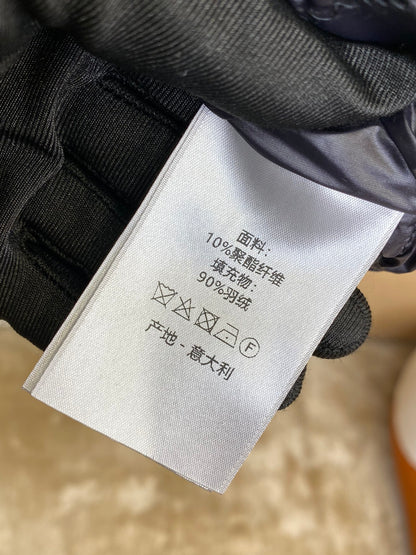 面料：
10%聚酯纤维
填充物：
90%羽绒
F
产地 - 意大利